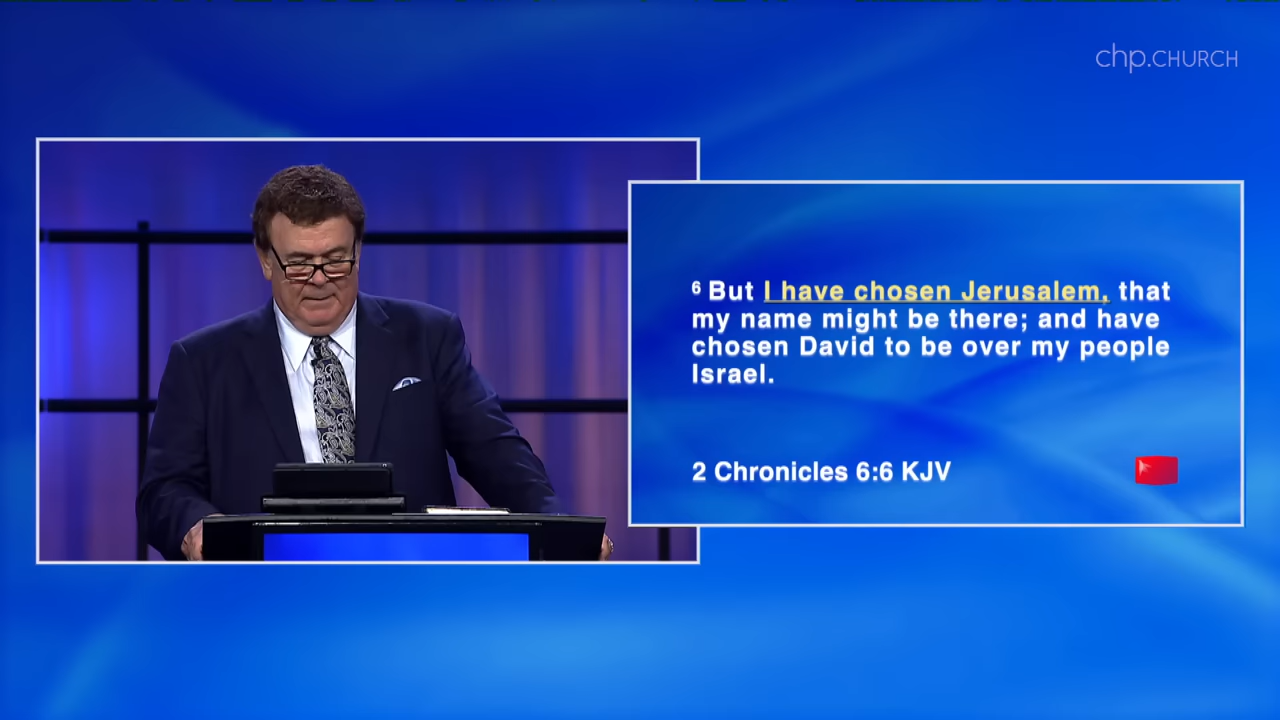 chp.CHURCH
⁶ But I have chosen Jerusalem, that
my name might be there; and have
chosen David to be over my people
Israel.
2 Chronicles 6:6 KJV